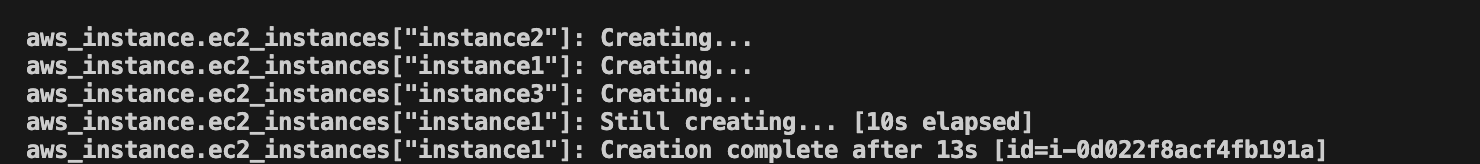 aws_instance.ec2_instances["instance2"]: Creating...
aws_instance.ec2_instances["instance1"]: Creating...
aws_instance.ec2_instances["instance3"]: Creating...
aws_instance.ec2_instances["instance1"]: Still creating... [10s elapsed]
aws_instance.ec2_instances["instance1"]: Creation complete after 13s [id=i-0d022f8acf4fb191a]